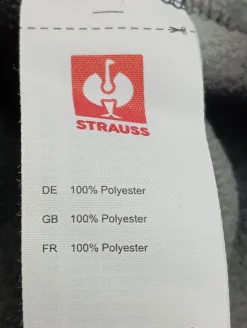 STRAUSS
DE 100% Polyester
GB 100% Polyester
FR 100% Polyester